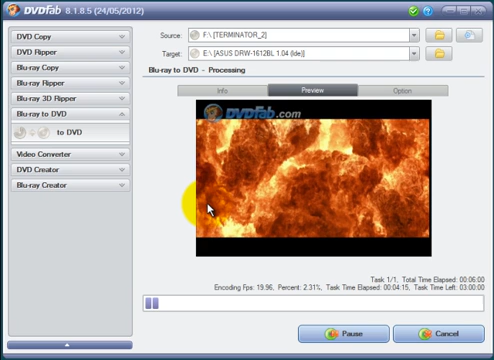 DVDFab 8.1.8.5 (24/05/2012)
DVD Copy
DVD Ripper
Blu-ray Copy
Blu-ray Ripper
Blu-ray 3D Ripper
Blu-ray to DVD
to DVD
Video Converter
DVD Creator
Blu-ray Creator
Source: F:\ [TERMINATOR_2]
Target: E:\ [ASUS DRW-1612BL 1.04 (Ide)]
Blu-ray to DVD - Processing
Info Preview Option
DVDFab.com
Task 1/1, Total Time Elapsed: 00:06:00
Encoding Fps: 19.96, Percent: 2.31%, Task Time Elapsed: 00:04:15, Task Time Left: 03:00:00
Pause Cancel